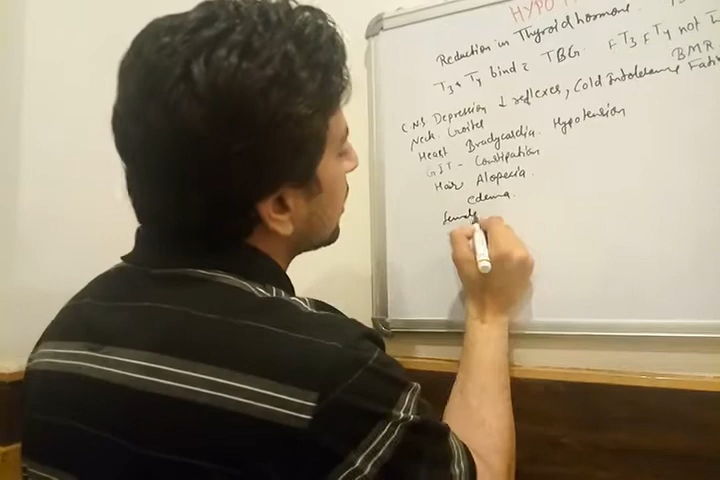 HYPO
Reduction in Thyroid hormone.
T3, T4 bind TBG. FT3 FT4 not
BMR
CNS Depression ↓ reflexes, Cold Intolerance
Neck Goiter
Heart Bradycardia. Hypotension
GIT - Constipation
Hair Alopecia.
edema.